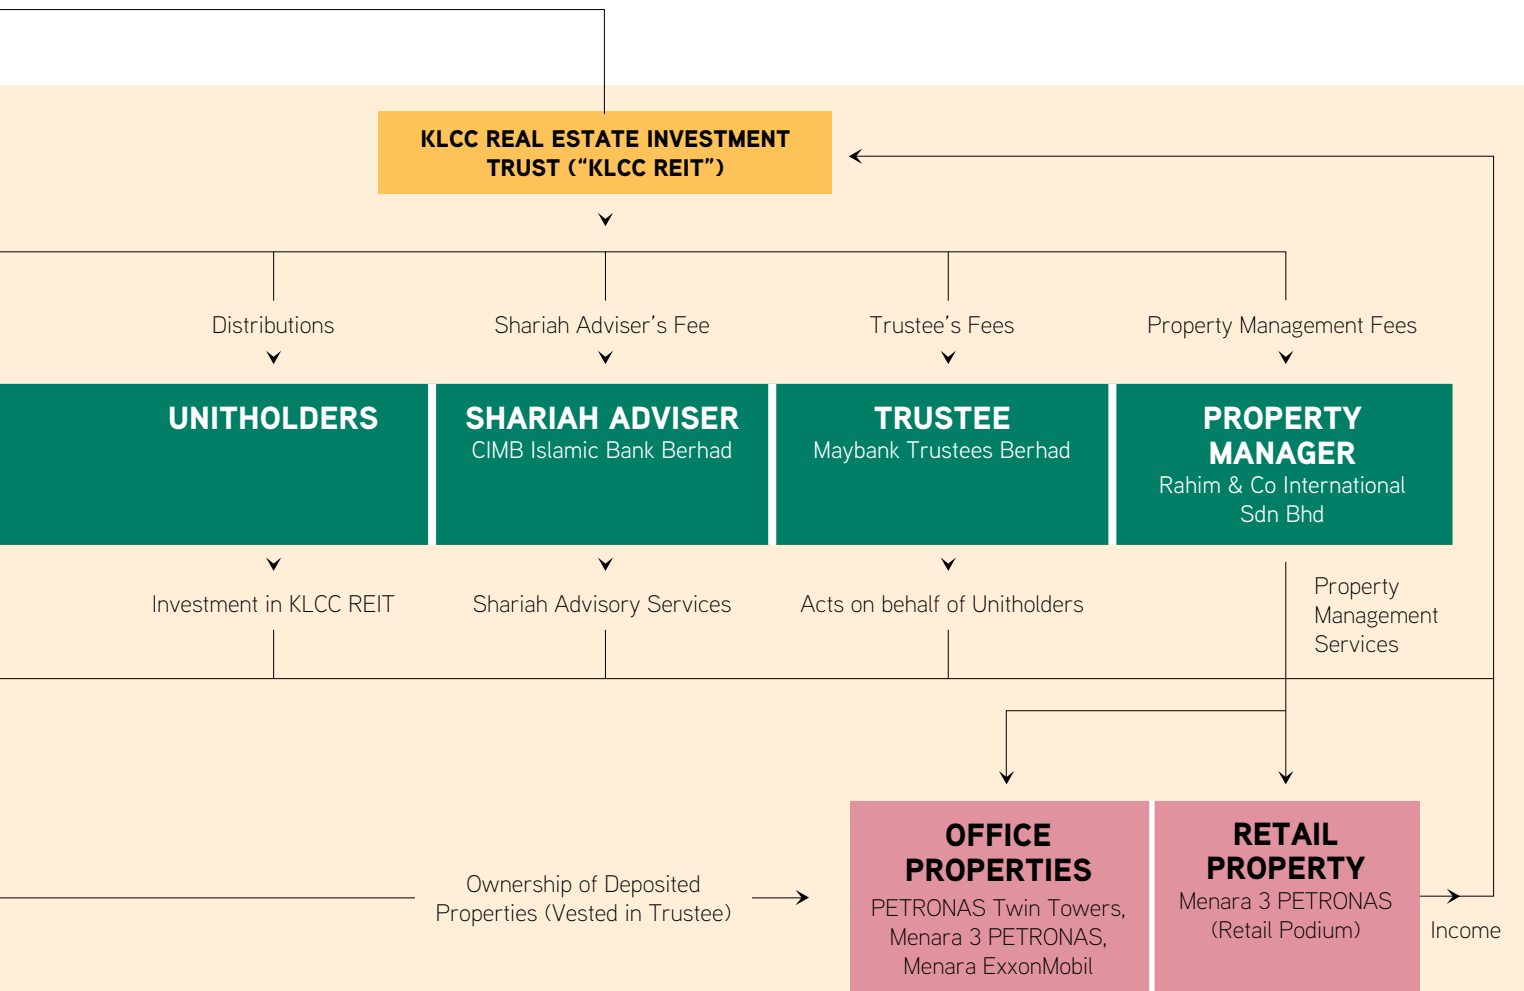 KLCC REAL ESTATE INVESTMENT
TRUST (“KLCC REIT”)
Distributions
Shariah Adviser’s Fee
Trustee’s Fees
Property Management Fees
UNITHOLDERS
SHARIAH ADVISER
CIMB Islamic Bank Berhad
TRUSTEE
Maybank Trustees Berhad
PROPERTY
MANAGER
Rahim & Co International
Sdn Bhd
Investment in KLCC REIT
Shariah Advisory Services
Acts on behalf of Unitholders
Property
Management
Services
Ownership of Deposited
Properties (Vested in Trustee)
OFFICE
PROPERTIES
PETRONAS Twin Towers,
Menara 3 PETRONAS,
Menara ExxonMobil
RETAIL
PROPERTY
Menara 3 PETRONAS
(Retail Podium)
Income